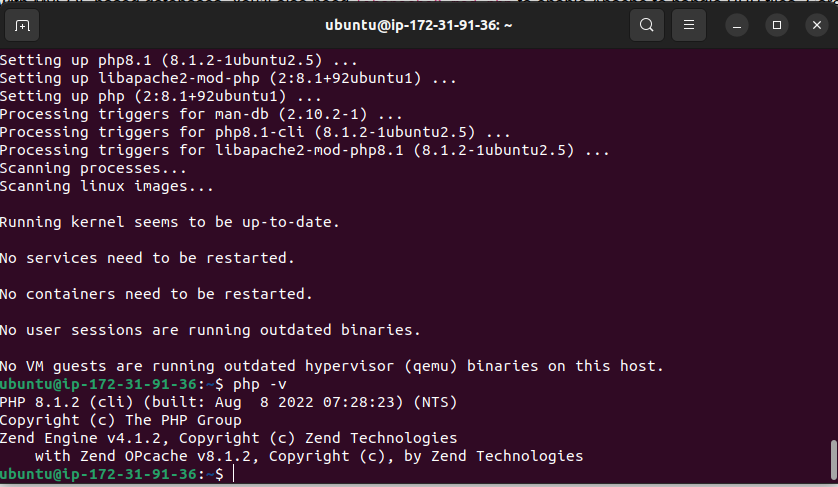 ubuntu@ip-172-31-91-36: ~
Setting up php8.1 (8.1.2-1ubuntu2.5) ...
Setting up libapache2-mod-php (2:8.1+92ubuntu1) ...
Setting up php (2:8.1+92ubuntu1) ...
Processing triggers for man-db (2.10.2-1) ...
Processing triggers for php8.1-cli (8.1.2-1ubuntu2.5) ...
Processing triggers for libapache2-mod-php8.1 (8.1.2-1ubuntu2.5) ...
Scanning processes...
Scanning linux images...
Running kernel seems to be up-to-date.
No services need to be restarted.
No containers need to be restarted.
No user sessions are running outdated binaries.
No VM guests are running outdated hypervisor (qemu) binaries on this host.
ubuntu@ip-172-31-91-36:~$ php -v
PHP 8.1.2 (cli) (built: Aug  8 2022 07:28:23) (NTS)
Copyright (c) The PHP Group
Zend Engine v4.1.2, Copyright (c) Zend Technologies
    with Zend OPcache v8.1.2, Copyright (c), by Zend Technologies
ubuntu@ip-172-31-91-36:~$